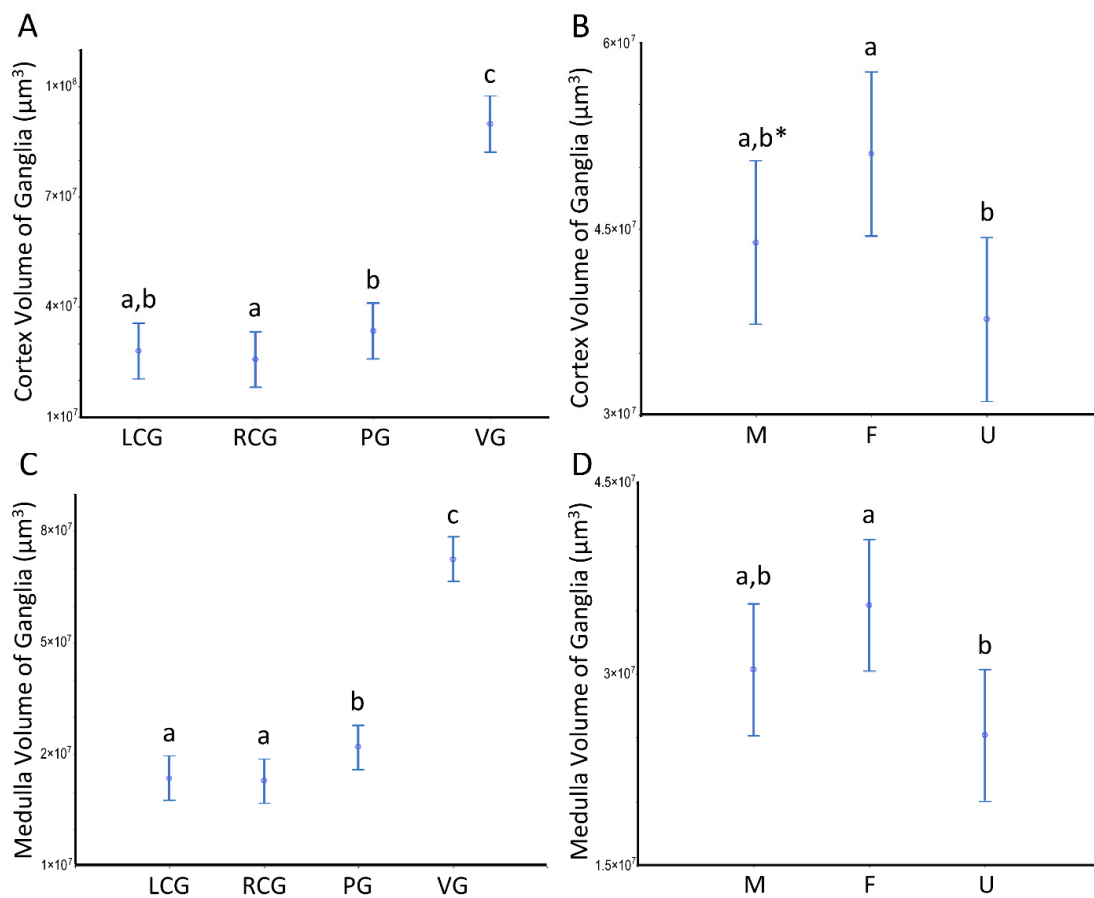 A
Cortex Volume of Ganglia (µm³)
1×10⁸
7×10⁷
4×10⁷
1×10⁷
a,b
a
b
c
LCG RCG PG VG
B
Cortex Volume of Ganglia (µm³)
6×10⁷
4.5×10⁷
3×10⁷
a,b*
a
b
M F U
C
Medulla Volume of Ganglia (µm³)
8×10⁷
5×10⁷
2×10⁷
1×10⁷
a
a
b
c
LCG RCG PG VG
D
Medulla Volume of Ganglia (µm³)
4.5×10⁷
3×10⁷
1.5×10⁷
a,b
a
b
M F U